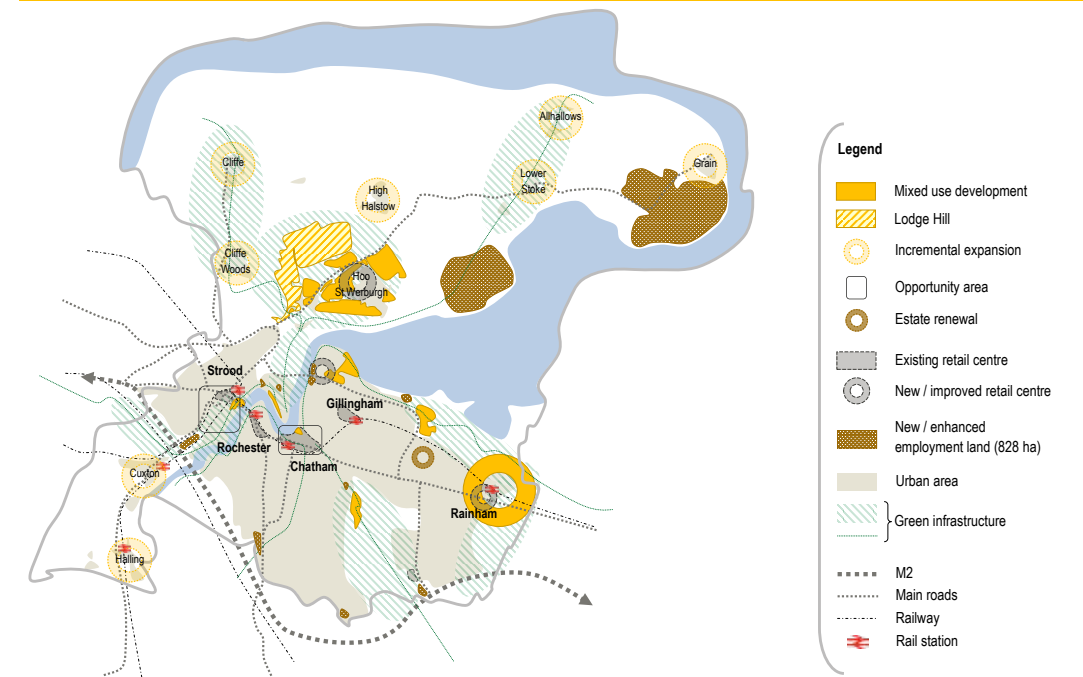 Allhallows
Cliffe
Grain
Lower
Stoke
High
Halstow
Cliffe
Woods
Hoo
St Werburgh
Strood
Gillingham
Rochester
Chatham
Cuxton
Rainham
Halling
Legend
Mixed use development
Lodge Hill
Incremental expansion
Opportunity area
Estate renewal
Existing retail centre
New / improved retail centre
New / enhanced
employment land (828 ha)
Urban area
Green infrastructure
M2
Main roads
Railway
Rail station